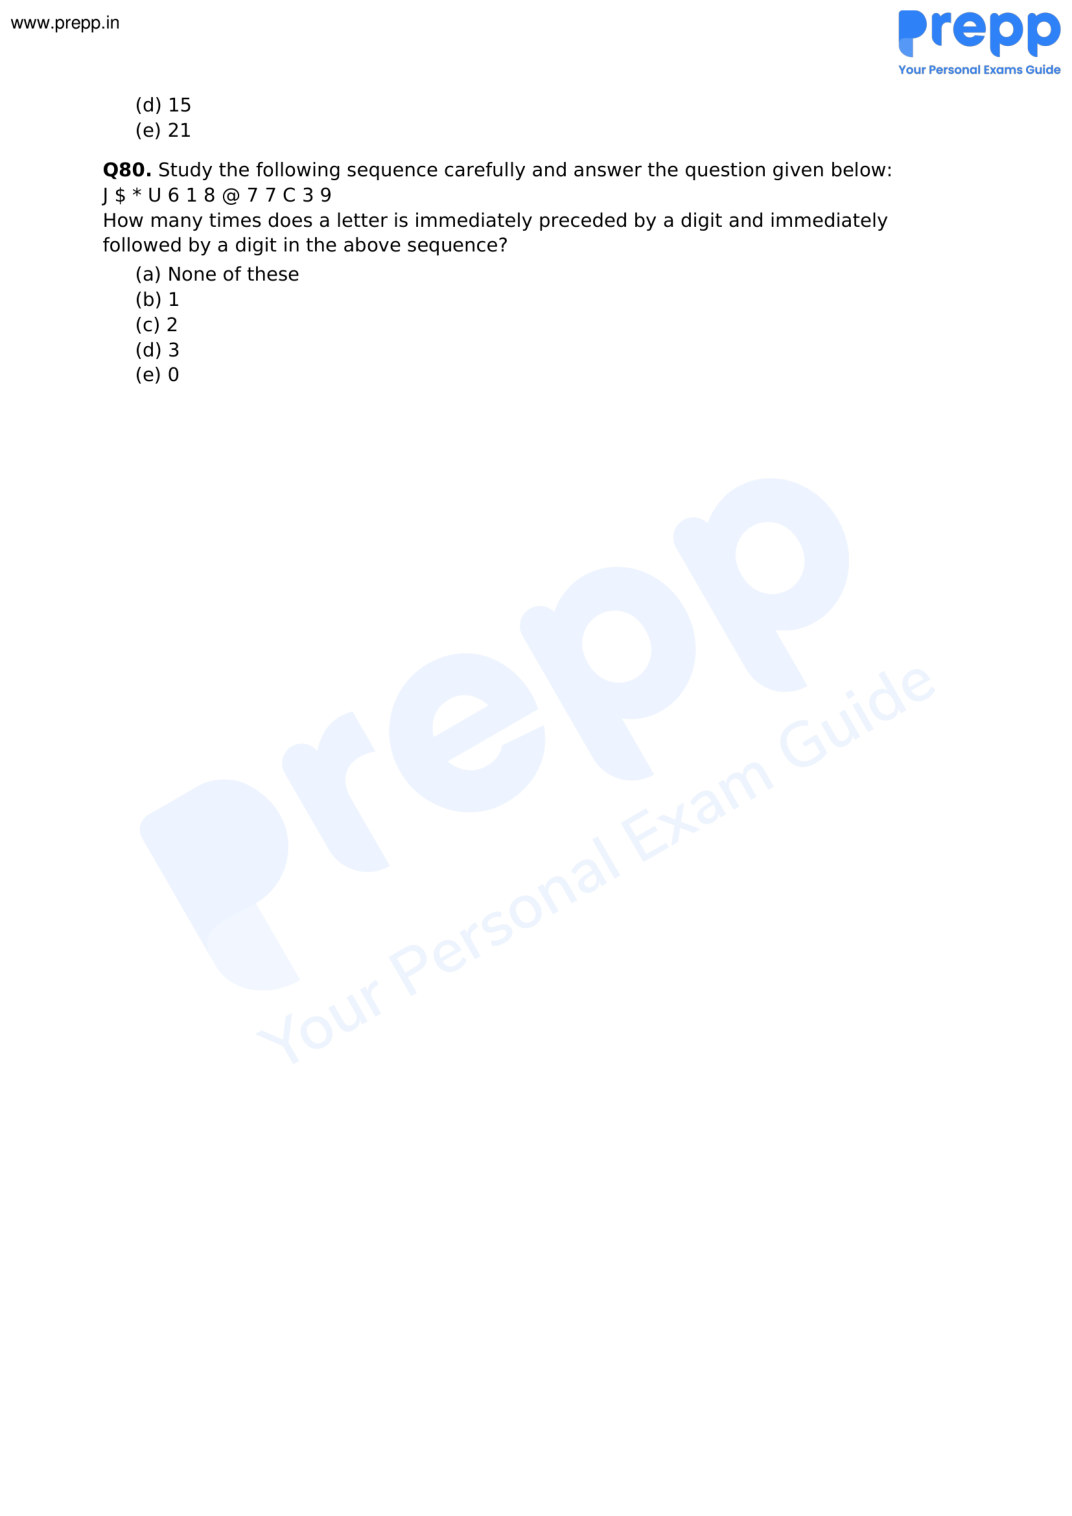 www.prepp.in
Prepp
Your Personal Exams Guide
(d) 15
(e) 21
Q80. Study the following sequence carefully and answer the question given below:
J $ * U 6 1 8 @ 7 7 C 3 9
How many times does a letter is immediately preceded by a digit and immediately
followed by a digit in the above sequence?
(a) None of these
(b) 1
(c) 2
(d) 3
(e) 0
Prepp
Your Personal Exam Guide